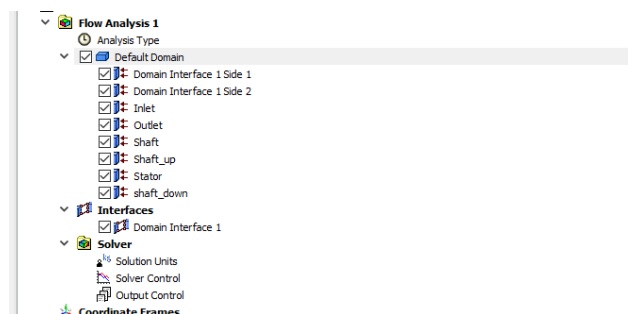 Flow Analysis 1
Analysis Type
Default Domain
Domain Interface 1 Side 1
Domain Interface 1 Side 2
Inlet
Outlet
Shaft
Shaft_up
Stator
shaft_down
Interfaces
Domain Interface 1
Solver
Solution Units
Solver Control
Output Control
Coordinate Frames